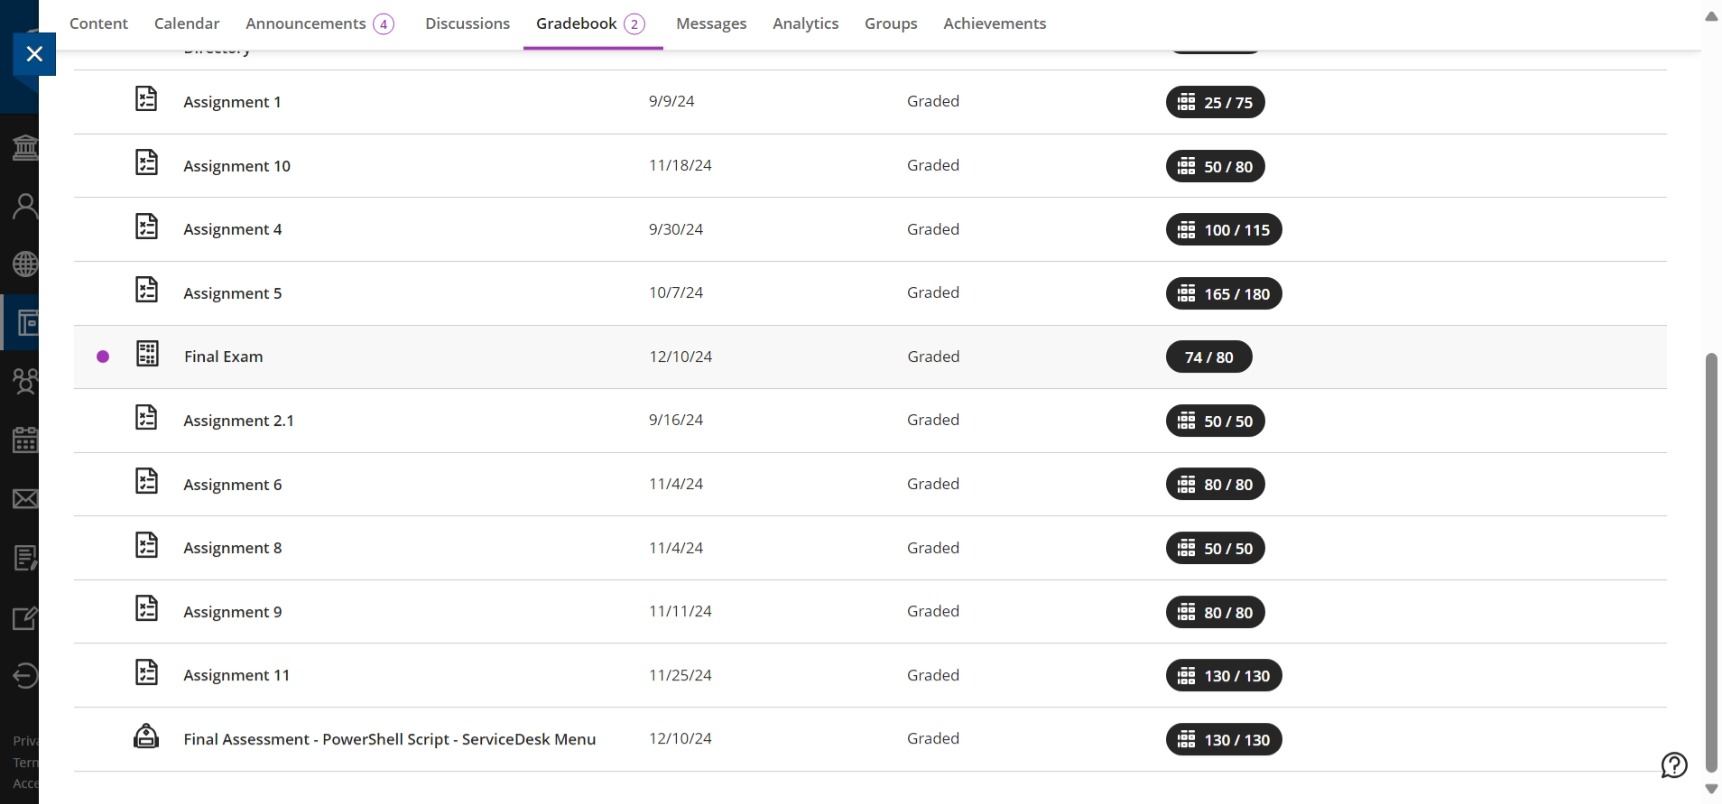 Content Calendar Announcements 4 Discussions Gradebook 2 Messages Analytics Groups Achievements
Directory
Assignment 1 9/9/24 Graded 25 / 75
Assignment 10 11/18/24 Graded 50 / 80
Assignment 4 9/30/24 Graded 100 / 115
Assignment 5 10/7/24 Graded 165 / 180
Final Exam 12/10/24 Graded 74 / 80
Assignment 2.1 9/16/24 Graded 50 / 50
Assignment 6 11/4/24 Graded 80 / 80
Assignment 8 11/4/24 Graded 50 / 50
Assignment 9 11/11/24 Graded 80 / 80
Assignment 11 11/25/24 Graded 130 / 130
Final Assessment - PowerShell Script - ServiceDesk Menu 12/10/24 Graded 130 / 130